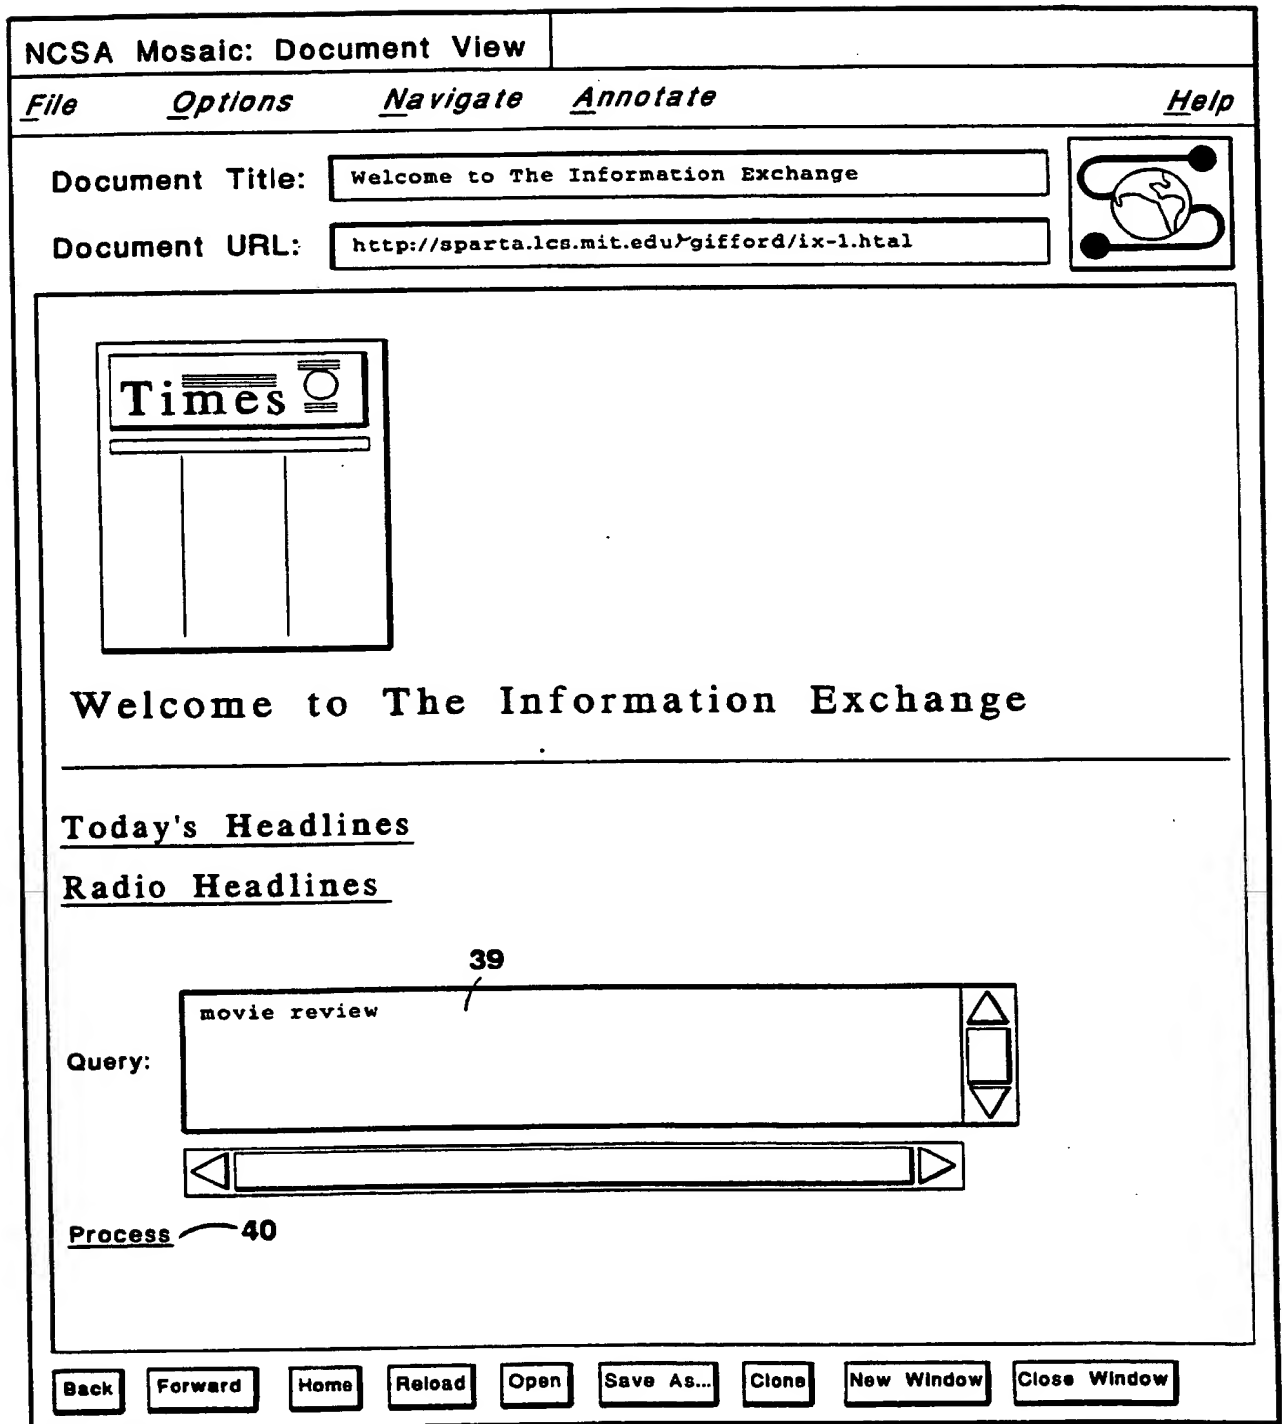 NCSA Mosaic: Document View
File Options Navigate Annotate Help
Document Title: Welcome to The Information Exchange
Document URL: http://sparta.lcs.mit.edu/~gifford/ix-1.htal
Times
Welcome to The Information Exchange
Today's Headlines
Radio Headlines
39
movie review
Query:
Process 40
Back Forward Home Reload Open Save As... Clone New Window Close Window